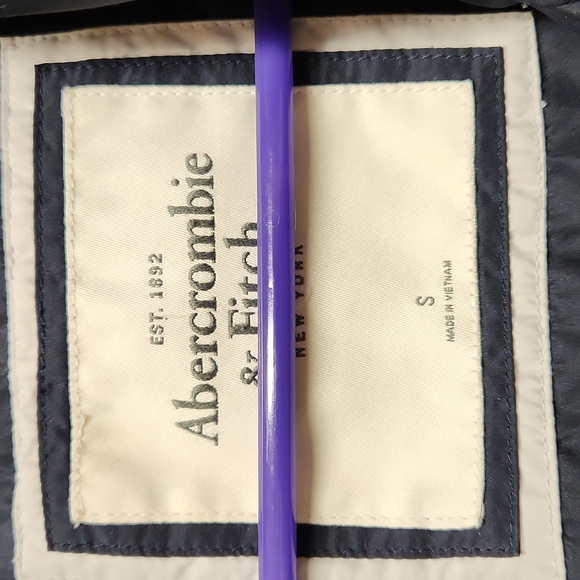 EST. 1892
Abercrombie
& Fitch
NEW YORK
S
MADE IN VIETNAM